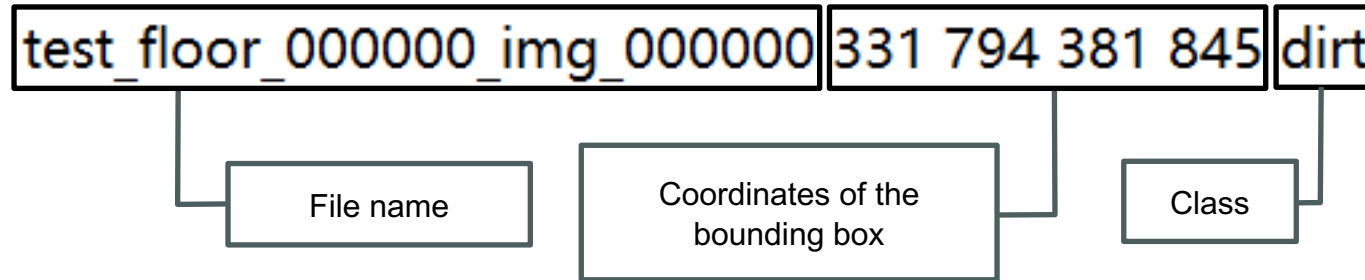 test_floor_000000_img_000000 331 794 381 845 dirt
File name
Coordinates of the
bounding box
Class